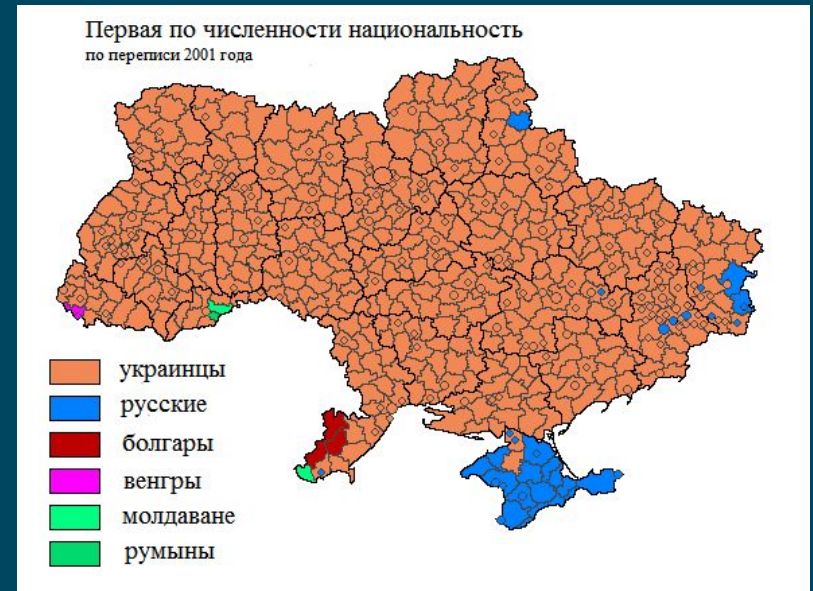 Первая по численности национальность
по переписи 2001 года
украинцы
русские
болгары
венгры
молдаване
румыны